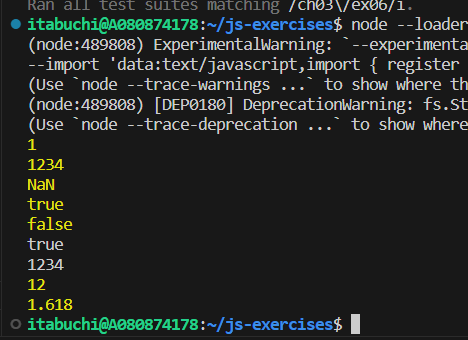 Ran all test suites matching /ch03\/ex06/i.
itabuchi@A080874178:~/js-exercises$ node --loader
(node:489808) ExperimentalWarning: `--experimenta
--import 'data:text/javascript,import { register
(Use `node --trace-warnings ...` to show where th
(node:489808) [DEP0180] DeprecationWarning: fs.St
(Use `node --trace-deprecation ...` to show where
1
1234
NaN
true
false
true
1234
12
1.618
itabuchi@A080874178:~/js-exercises$